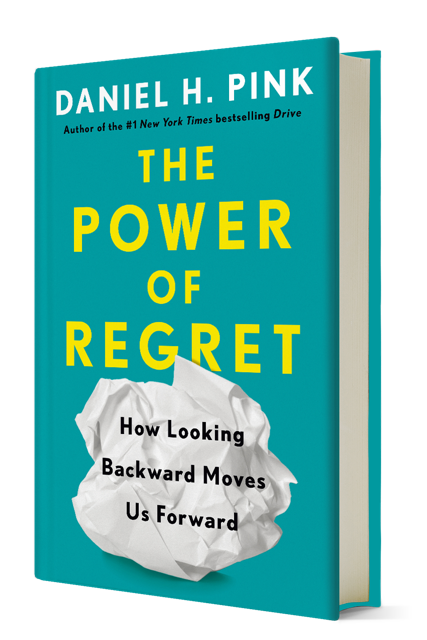 DANIEL H. PINK
Author of the #1 New York Times bestselling Drive
THE
POWER
OF
REGRET
How Looking
Backward Moves
Us Forward